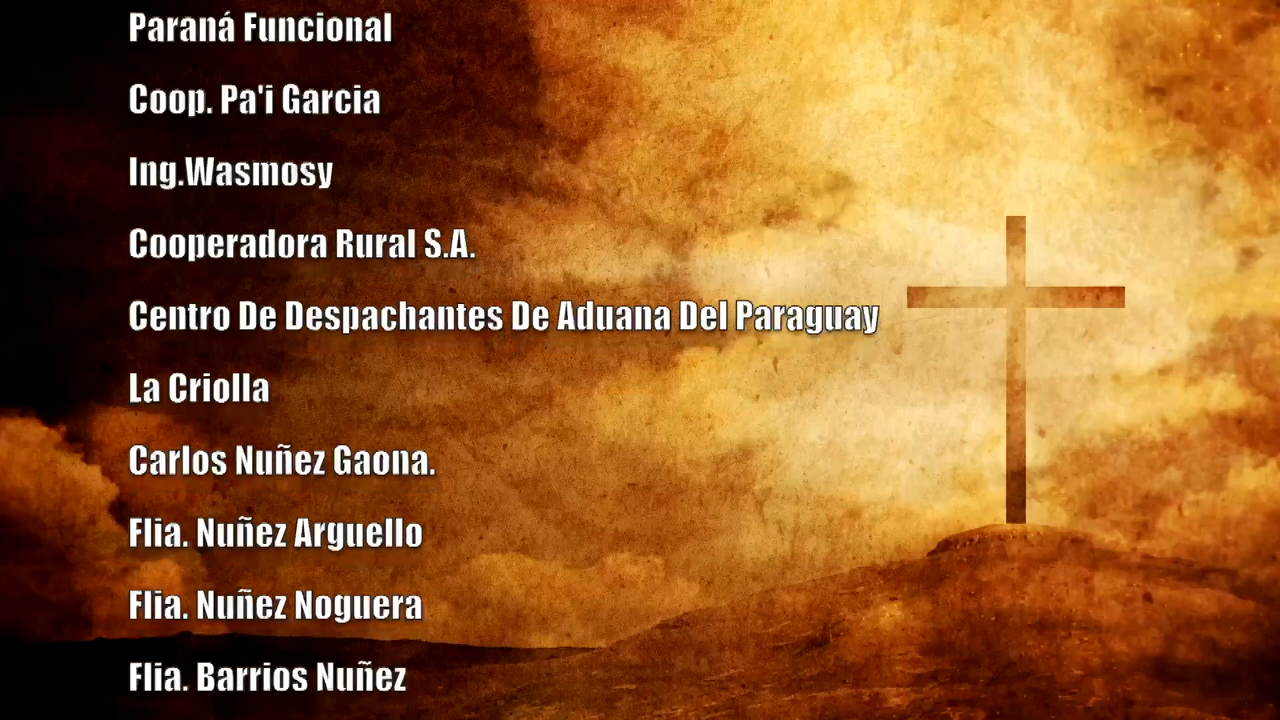 Paraná Funcional
Coop. Pa'i Garcia
Ing.Wasmosy
Cooperadora Rural S.A.
Centro De Despachantes De Aduana Del Paraguay
La Criolla
Carlos Nuñez Gaona.
Flia. Nuñez Arguello
Flia. Nuñez Noguera
Flia. Barrios Nuñez